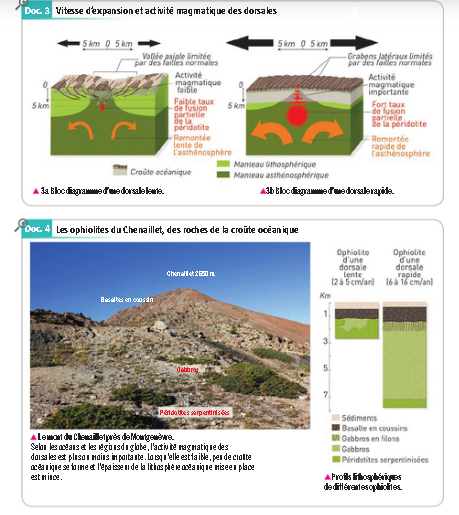 Doc. 3 Vitesse d'expansion et activité magmatique des dorsales
5 km 0 5 km
Vallée axiale limitée
par des failles normales
Activité
magmatique
faible
Faible taux
de fusion
partielle
de la
péridotite
Remontée
lente de
l'asthénosphère
0
5 km
5 km 0 5 km
Grabens latéraux limités
par des failles normales
Activité
magmatique
importante
Fort taux
de fusion
partielle
de la
péridotite
Remontée
rapide de
l'asthénosphère
0
5 km
Croûte océanique
Manteau lithosphérique
Manteau asthénosphérique
3a Bloc diagramme d'une dorsale lente.
3b Bloc diagramme d'une dorsale rapide.
Doc. 4 Les ophiolites du Chenaillet, des roches de la croûte océanique
Chenaillet 2650 m
Basaltes en coussin
Gabbros
Péridotites serpentinisées
Le mont du Chenaillet près de Montgenèvre.
Selon les océans et les régions du globe, l'activité magmatique des
dorsales est plus ou moins importante. Lorsqu'elle est faible, peu de croûte
océanique se forme et l'épaisseur de la lithosphère océanique mise en place
est mince.
Ophiolite
d'une
dorsale
lente
(2 à 5 cm/an)
Ophiolite
d'une
dorsale
rapide
(6 à 16 cm/an)
Km
1
3
5
7
Sédiments
Basalte en coussins
Gabbros en filons
Gabbros
Péridotites serpentinisées
Profils lithosphériques
de différentes ophiolites.